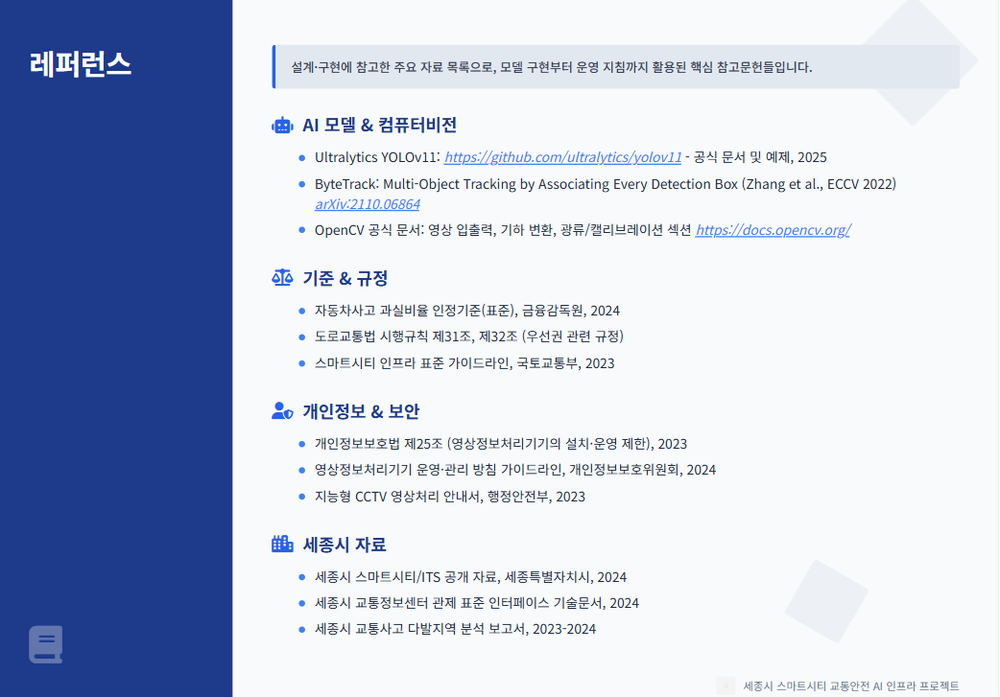 레퍼런스
설계·구현에 참고한 주요 자료 목록으로, 모델 구현부터 운영 지침까지 활용된 핵심 참고문헌들입니다.
AI 모델 & 컴퓨터비전
Ultralytics YOLOv11: https://github.com/ultralytics/yolov11 - 공식 문서 및 예제, 2025
ByteTrack: Multi-Object Tracking by Associating Every Detection Box (Zhang et al., ECCV 2022)
arXiv:2110.06864
OpenCV 공식 문서: 영상 입출력, 기하 변환, 광류/캘리브레이션 섹션 https://docs.opencv.org/
기준 & 규정
자동차사고 과실비율 인정기준(표준), 금융감독원, 2024
도로교통법 시행규칙 제31조, 제32조 (우선권 관련 규정)
스마트시티 인프라 표준 가이드라인, 국토교통부, 2023
개인정보 & 보안
개인정보보호법 제25조 (영상정보처리기기의 설치·운영 제한), 2023
영상정보처리기기 운영·관리 방침 가이드라인, 개인정보보호위원회, 2024
지능형 CCTV 영상처리 안내서, 행정안전부, 2023
세종시 자료
세종시 스마트시티/ITS 공개 자료, 세종특별자치시, 2024
세종시 교통정보센터 관제 표준 인터페이스 기술문서, 2024
세종시 교통사고 다발지역 분석 보고서, 2023-2024
세종시 스마트시티 교통안전 AI 인프라 프로젝트